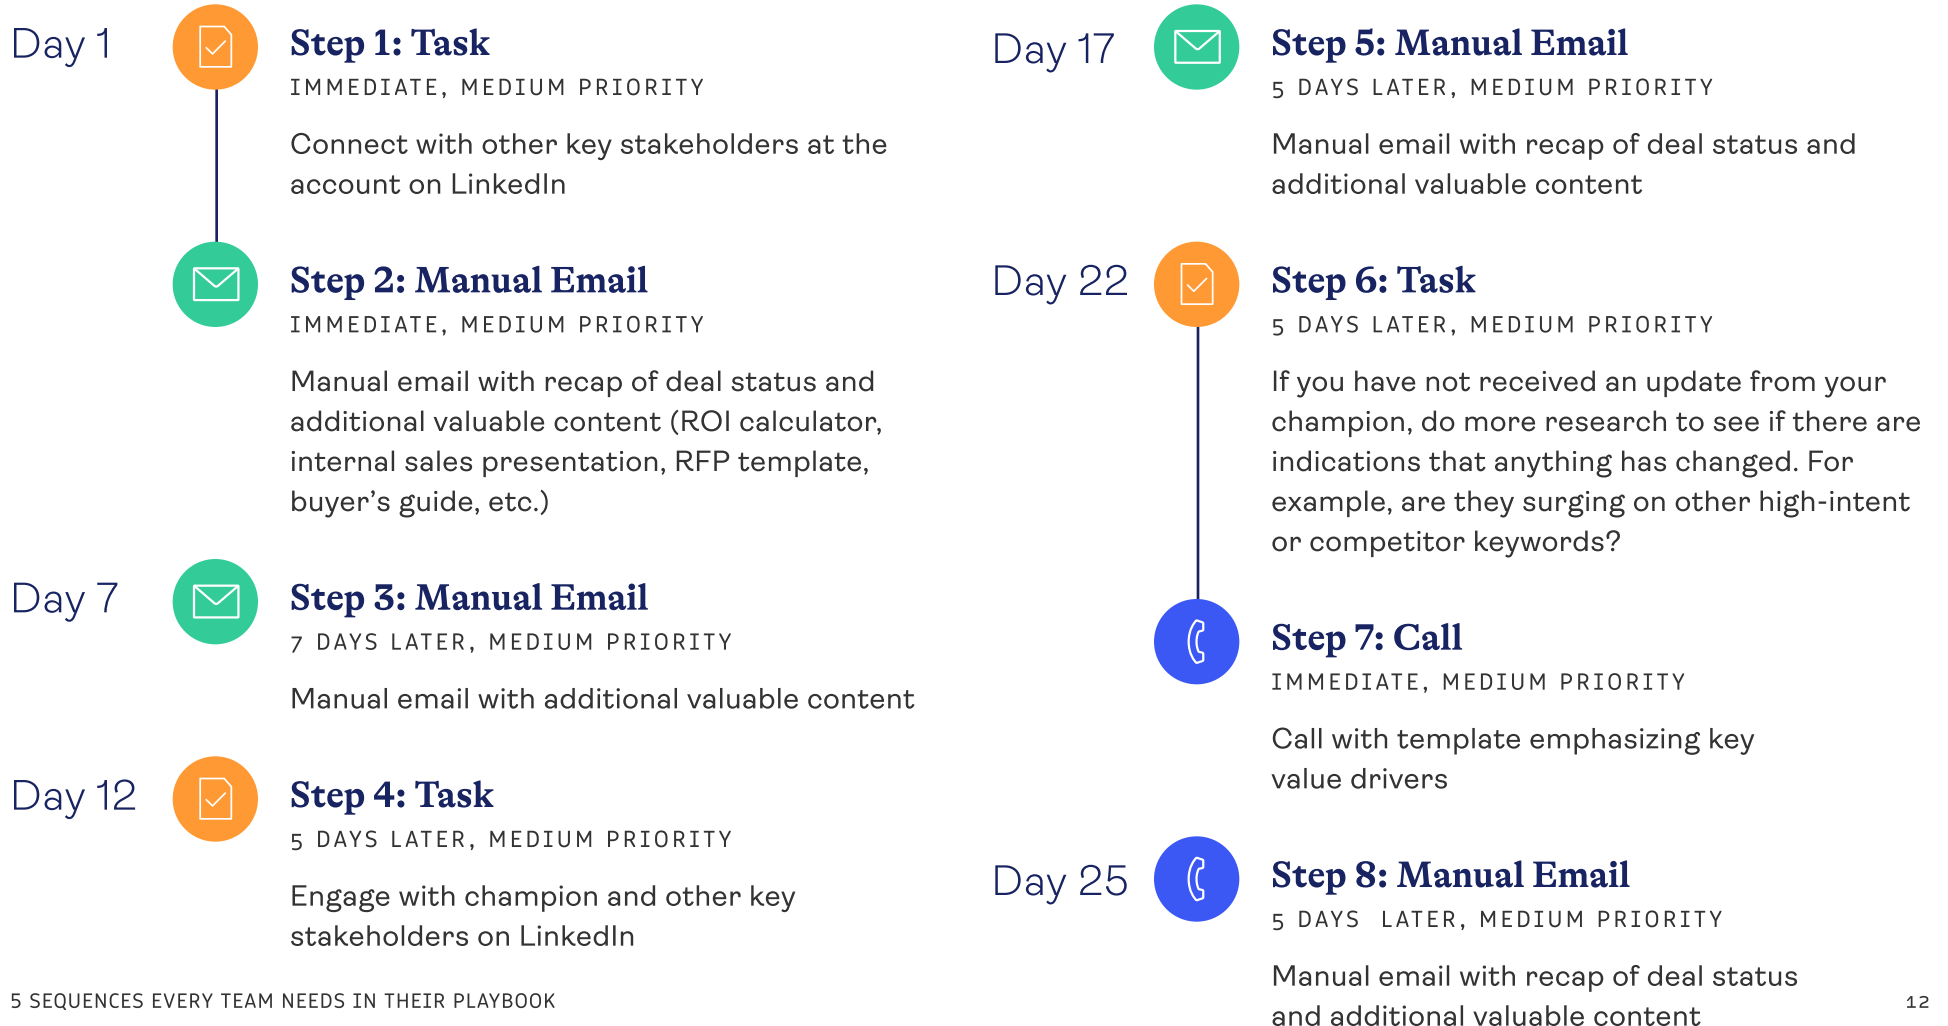 Day 1
Step 1: Task
IMMEDIATE, MEDIUM PRIORITY
Connect with other key stakeholders at the
account on LinkedIn
Step 2: Manual Email
IMMEDIATE, MEDIUM PRIORITY
Manual email with recap of deal status and
additional valuable content (ROI calculator,
internal sales presentation, RFP template,
buyer’s guide, etc.)
Day 7
Step 3: Manual Email
7 DAYS LATER, MEDIUM PRIORITY
Manual email with additional valuable content
Day 12
Step 4: Task
5 DAYS LATER, MEDIUM PRIORITY
Engage with champion and other key
stakeholders on LinkedIn
Day 17
Step 5: Manual Email
5 DAYS LATER, MEDIUM PRIORITY
Manual email with recap of deal status and
additional valuable content
Day 22
Step 6: Task
5 DAYS LATER, MEDIUM PRIORITY
If you have not received an update from your
champion, do more research to see if there are
indications that anything has changed. For
example, are they surging on other high-intent
or competitor keywords?
Step 7: Call
IMMEDIATE, MEDIUM PRIORITY
Call with template emphasizing key
value drivers
Day 25
Step 8: Manual Email
5 DAYS LATER, MEDIUM PRIORITY
Manual email with recap of deal status
and additional valuable content
5 SEQUENCES EVERY TEAM NEEDS IN THEIR PLAYBOOK
12